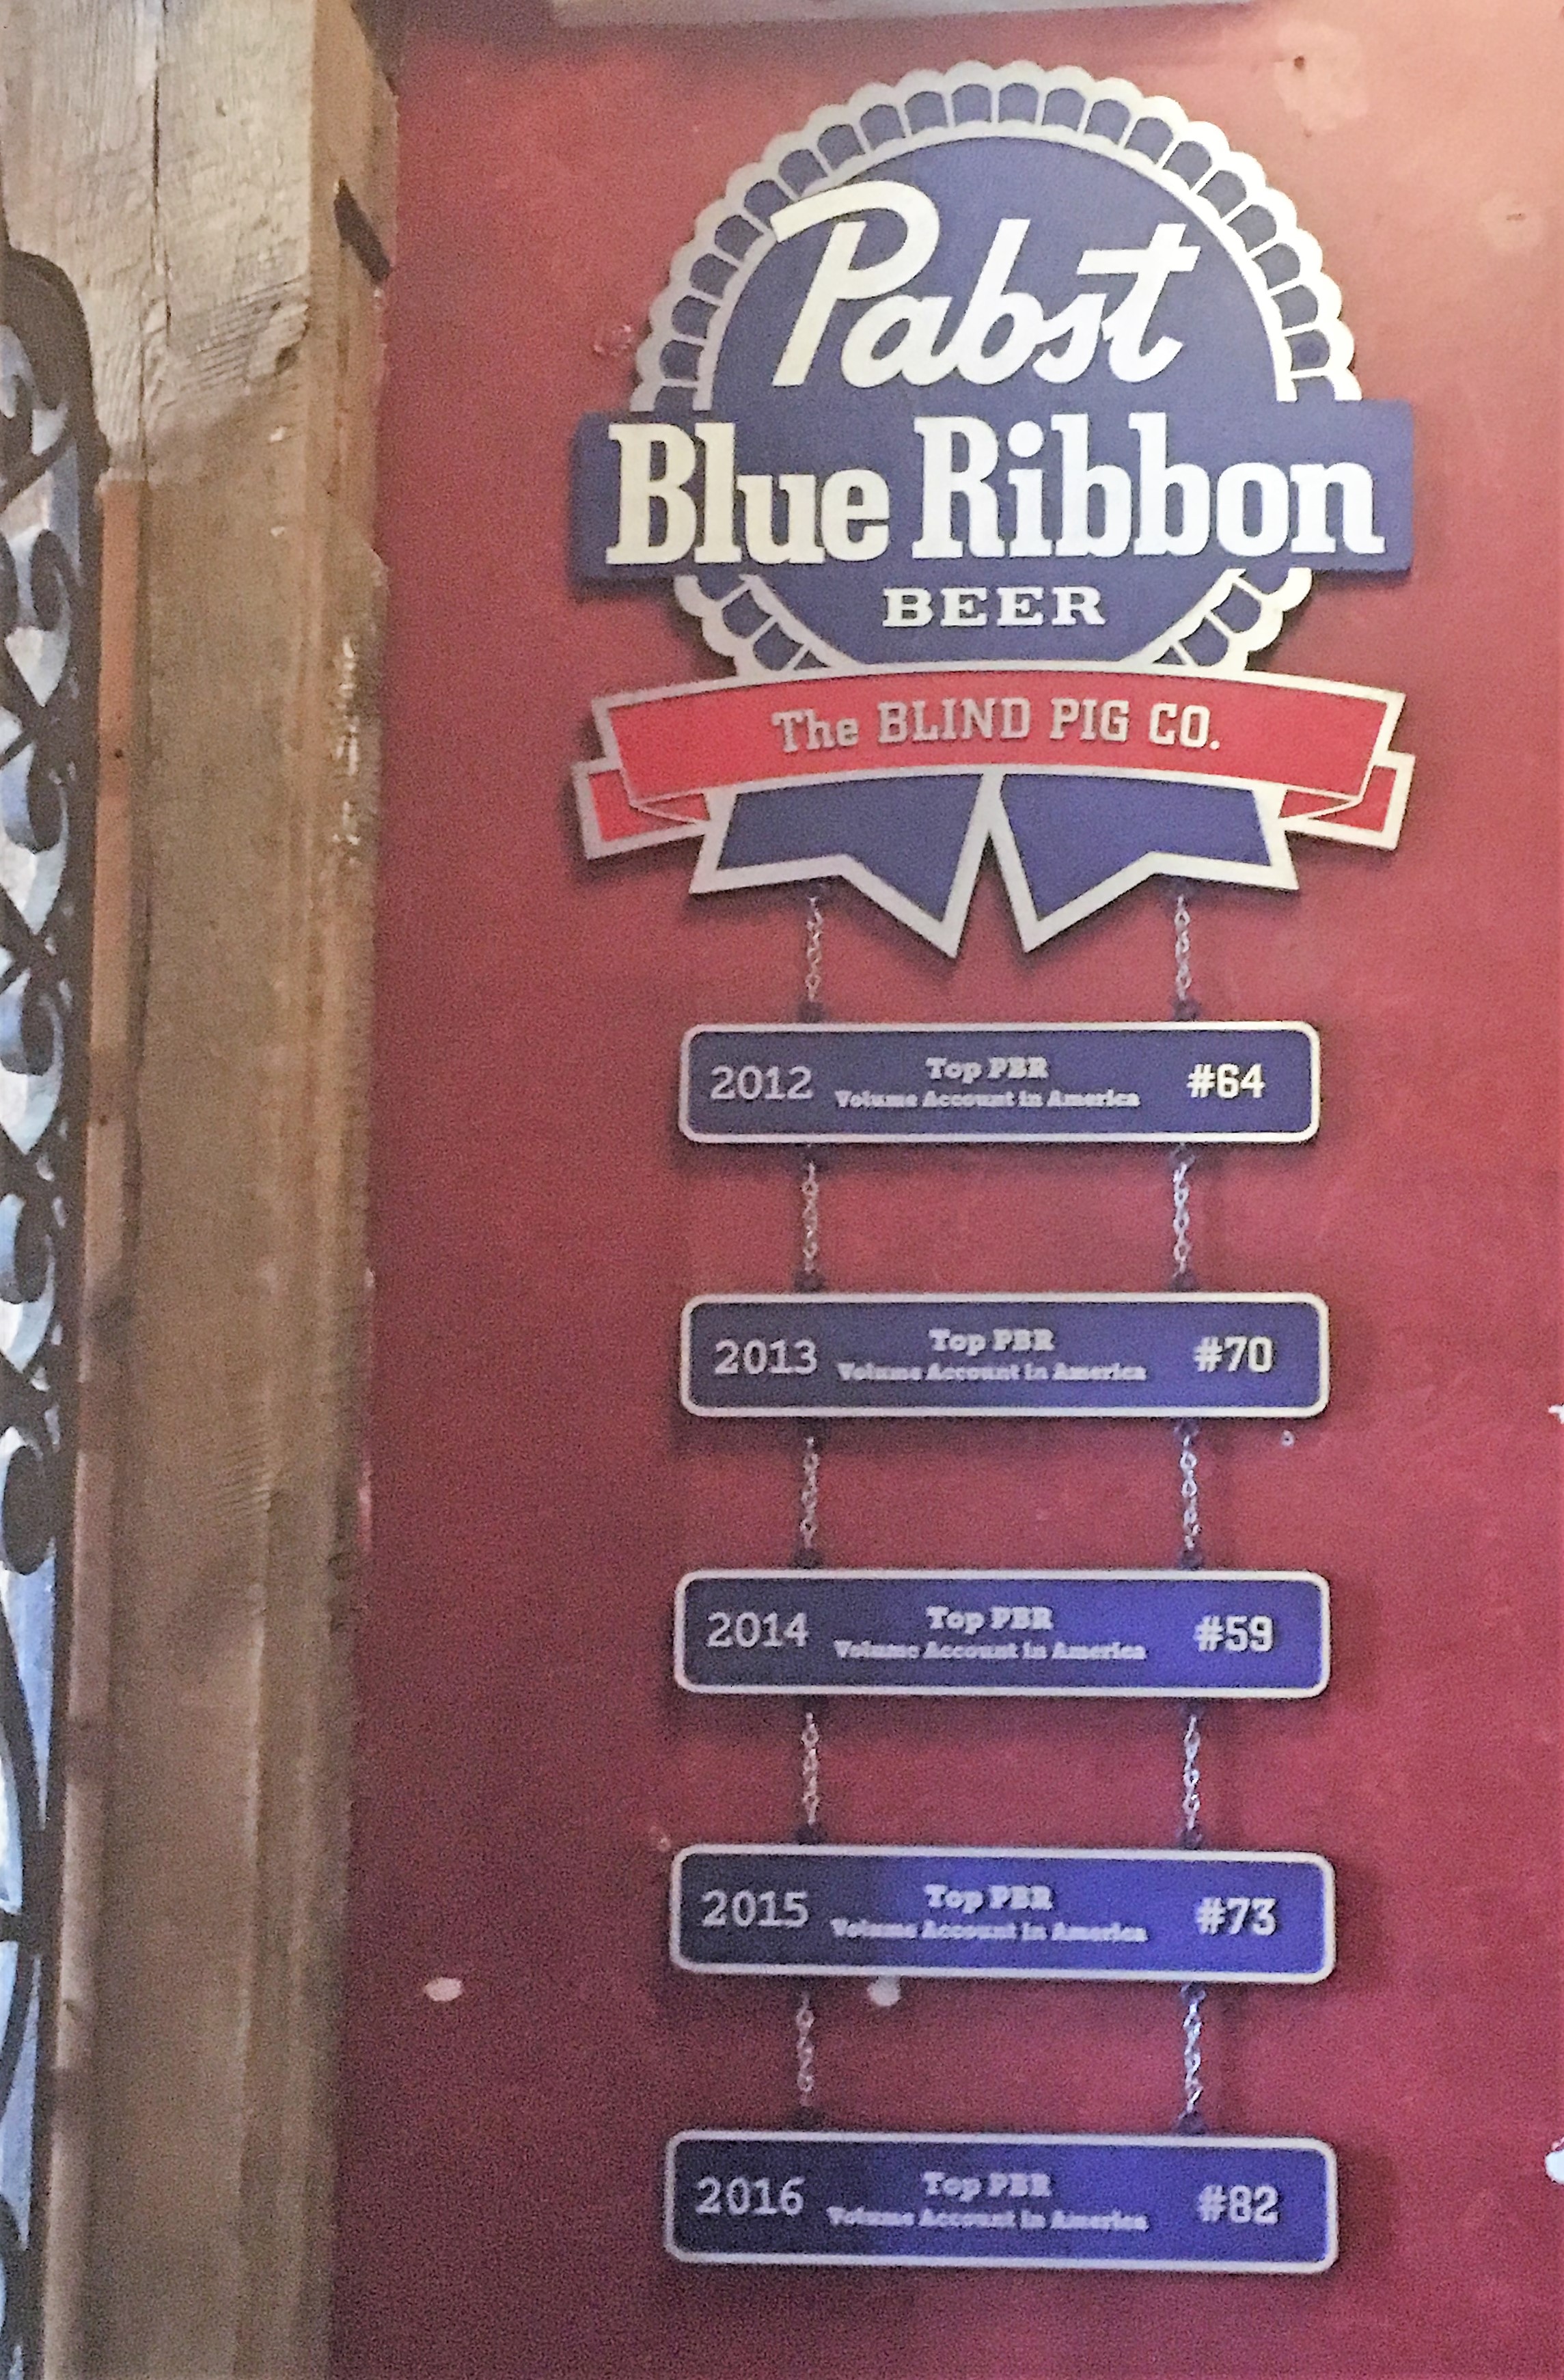 Pabst
Blue Ribbon
BEER
The BLIND PIG CO.
2012 Top PBR #64
Volume Account in America
2013 Top PBR #70
Volume Account in America
2014 Top PBR #59
Volume Account in America
2015 Top PBR #73
Volume Account in America
2016 Top PBR #82
Volume Account in America